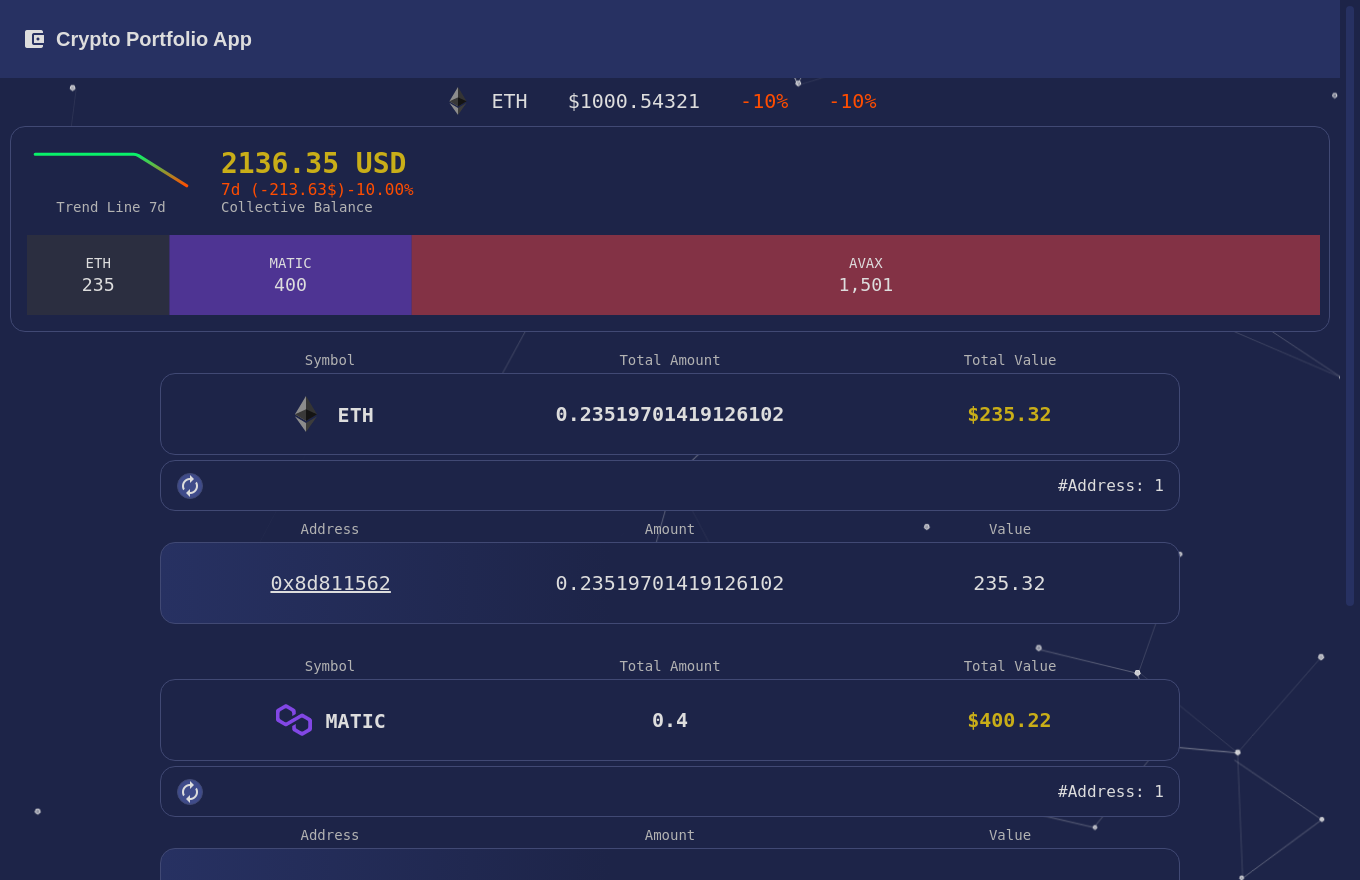 Crypto Portfolio App
ETH $1000.54321 -10% -10%
2136.35 USD
7d (-213.63$)-10.00%
Trend Line 7d Collective Balance
ETH MATIC AVAX
235 400 1,501
Symbol Total Amount Total Value
ETH 0.23519701419126102 $235.32
#Address: 1
Address Amount Value
0x8d811562 0.23519701419126102 235.32
Symbol Total Amount Total Value
MATIC 0.4 $400.22
#Address: 1
Address Amount Value